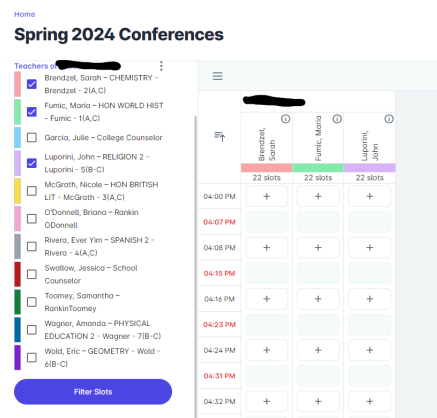 Home
Spring 2024 Conferences
Teachers of
Brendzel, Sarah – CHEMISTRY -
Brendzel - 2(A,C)
Fumic, Maria – HON WORLD HIST
- Fumic - 1(A,C)
Garcia, Julie – College Counselor
Luporini, John – RELIGION 2 -
Luporini - 5(B-C)
McGrath, Nicole – HON BRITISH
LIT - McGrath - 3(A,C)
O'Donnell, Briana – Rankin
ODonnell
Rivera, Ever Yim – SPANISH 2 -
Rivera - 4(A,C)
Swallow, Jessica – School
Counselor
Toomey, Samantha –
RankinToomey
Wagner, Amanda – PHYSICAL
EDUCATION 2 - Wagner - 7(B-C)
Wold, Eric – GEOMETRY - Wold -
6(B-C)
Filter Slots
Brendzel,
Sarah
Fumic, Maria
Luporini,
John
22 slots 22 slots 22 slots
04:00 PM + + +
04:07 PM
04:08 PM + + +
04:15 PM
04:16 PM + + +
04:23 PM
04:24 PM + + +
04:31 PM
04:32 PM + + +